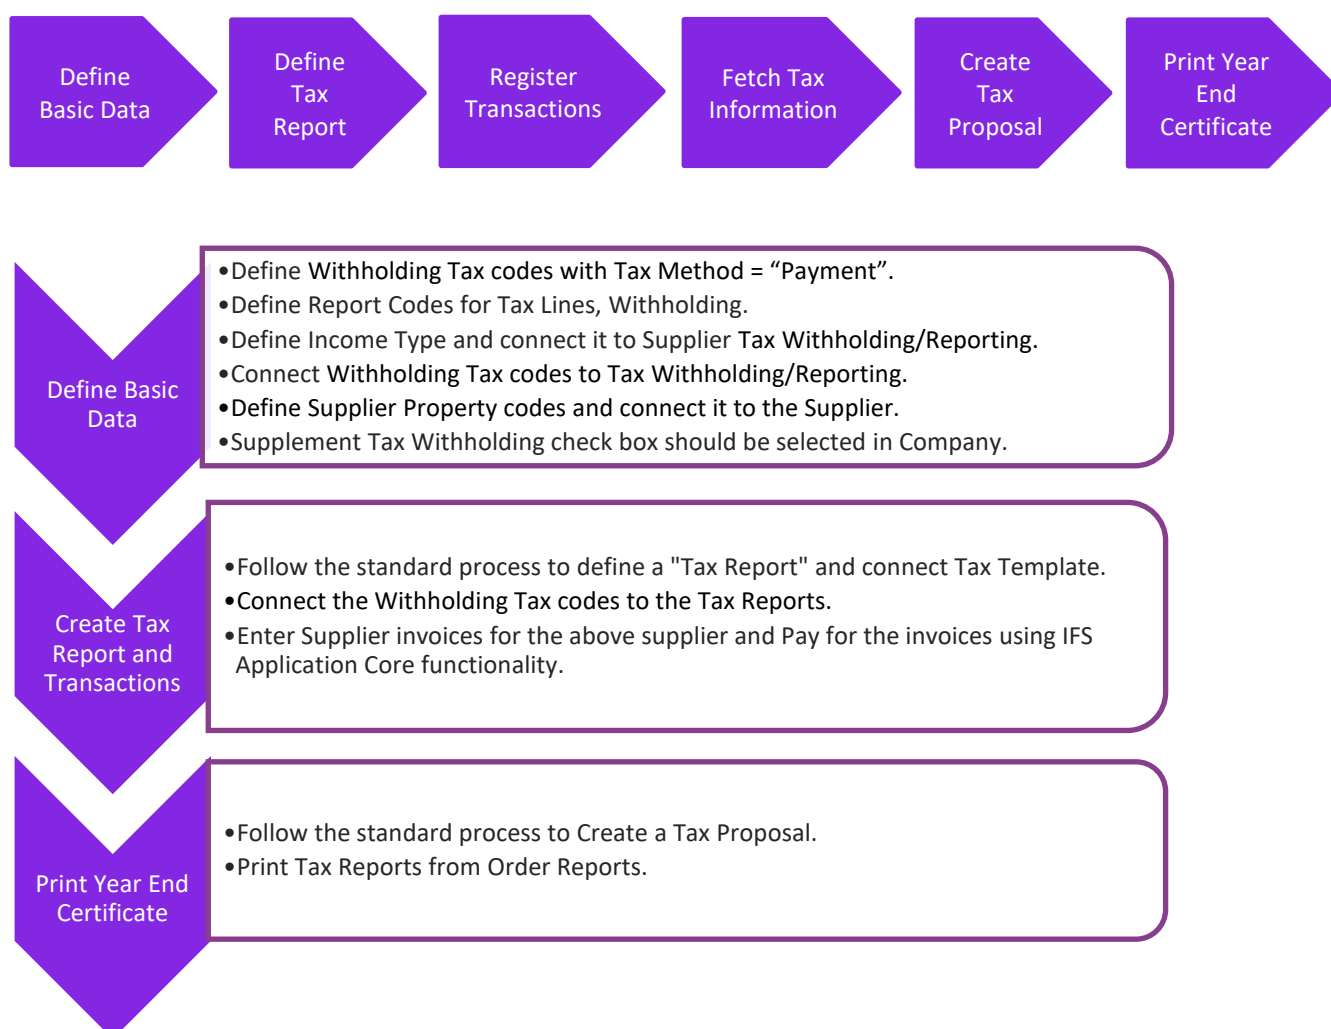 Define
Basic Data
Define
Tax
Report
Register
Transactions
Fetch Tax
Information
Create
Tax
Proposal
Print Year
End
Certificate
Define Basic
Data
•Define Withholding Tax codes with Tax Method = “Payment”.
•Define Report Codes for Tax Lines, Withholding.
•Define Income Type and connect it to Supplier Tax Withholding/Reporting.
•Connect Withholding Tax codes to Tax Withholding/Reporting.
•Define Supplier Property codes and connect it to the Supplier.
•Supplement Tax Withholding check box should be selected in Company.
Create Tax
Report and
Transactions
•Follow the standard process to define a "Tax Report" and connect Tax Template.
•Connect the Withholding Tax codes to the Tax Reports.
•Enter Supplier invoices for the above supplier and Pay for the invoices using IFS
Application Core functionality.
Print Year End
Certificate
•Follow the standard process to Create a Tax Proposal.
•Print Tax Reports from Order Reports.